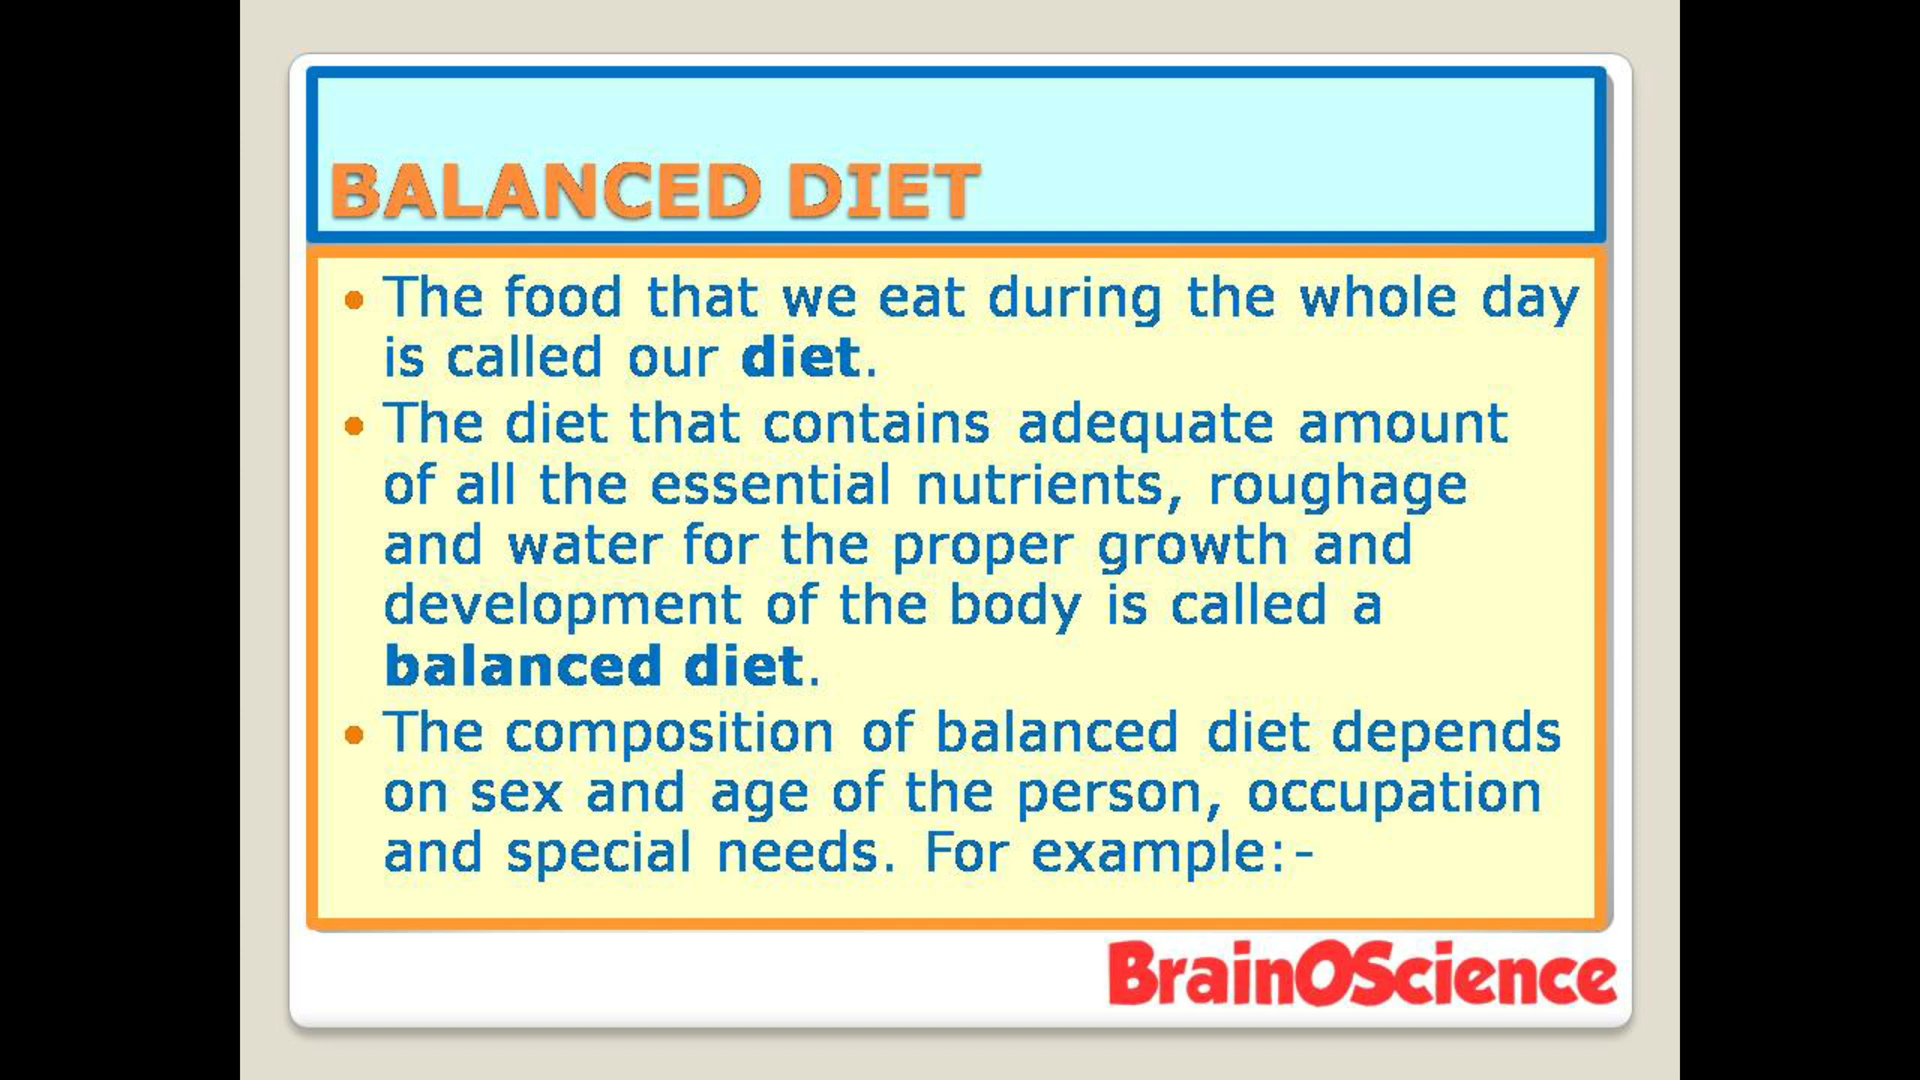 BALANCED DIET
• The food that we eat during the whole day
is called our diet.
• The diet that contains adequate amount
of all the essential nutrients, roughage
and water for the proper growth and
development of the body is called a
balanced diet.
• The composition of balanced diet depends
on sex and age of the person, occupation
and special needs. For example:-
BrainOScience